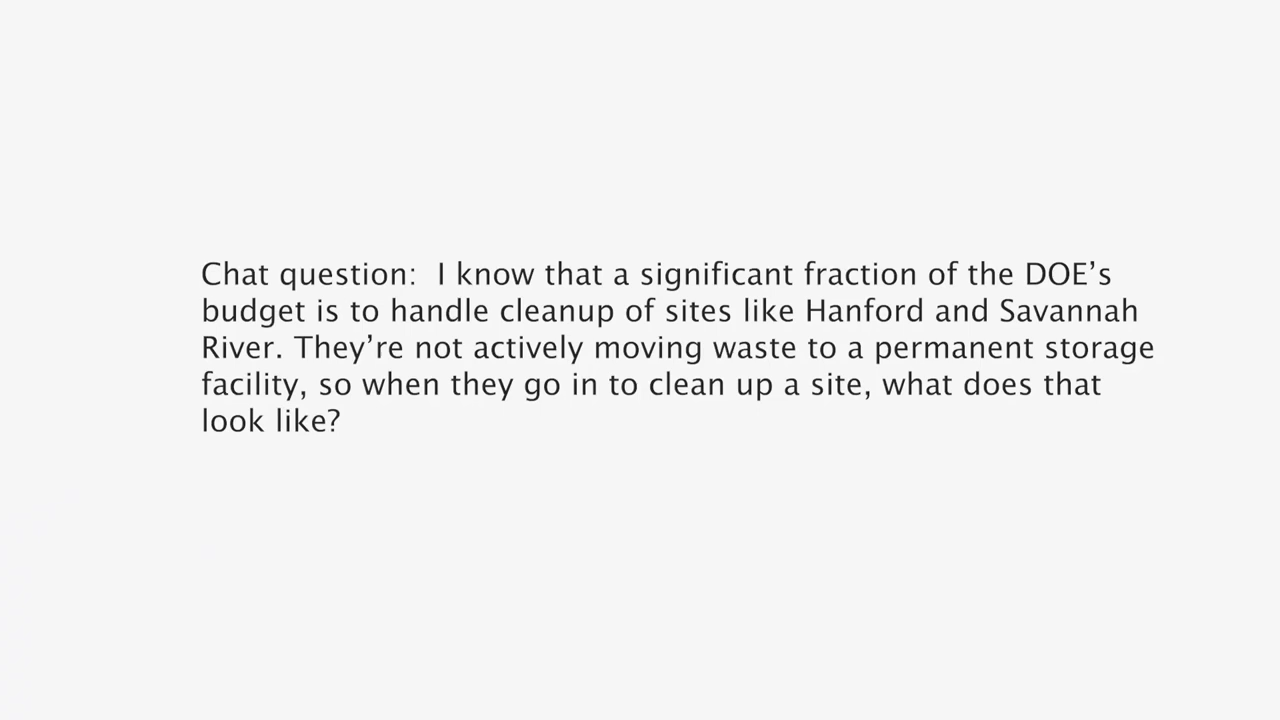 Chat question:  I know that a significant fraction of the DOE’s
budget is to handle cleanup of sites like Hanford and Savannah
River. They’re not actively moving waste to a permanent storage
facility, so when they go in to clean up a site, what does that
look like?